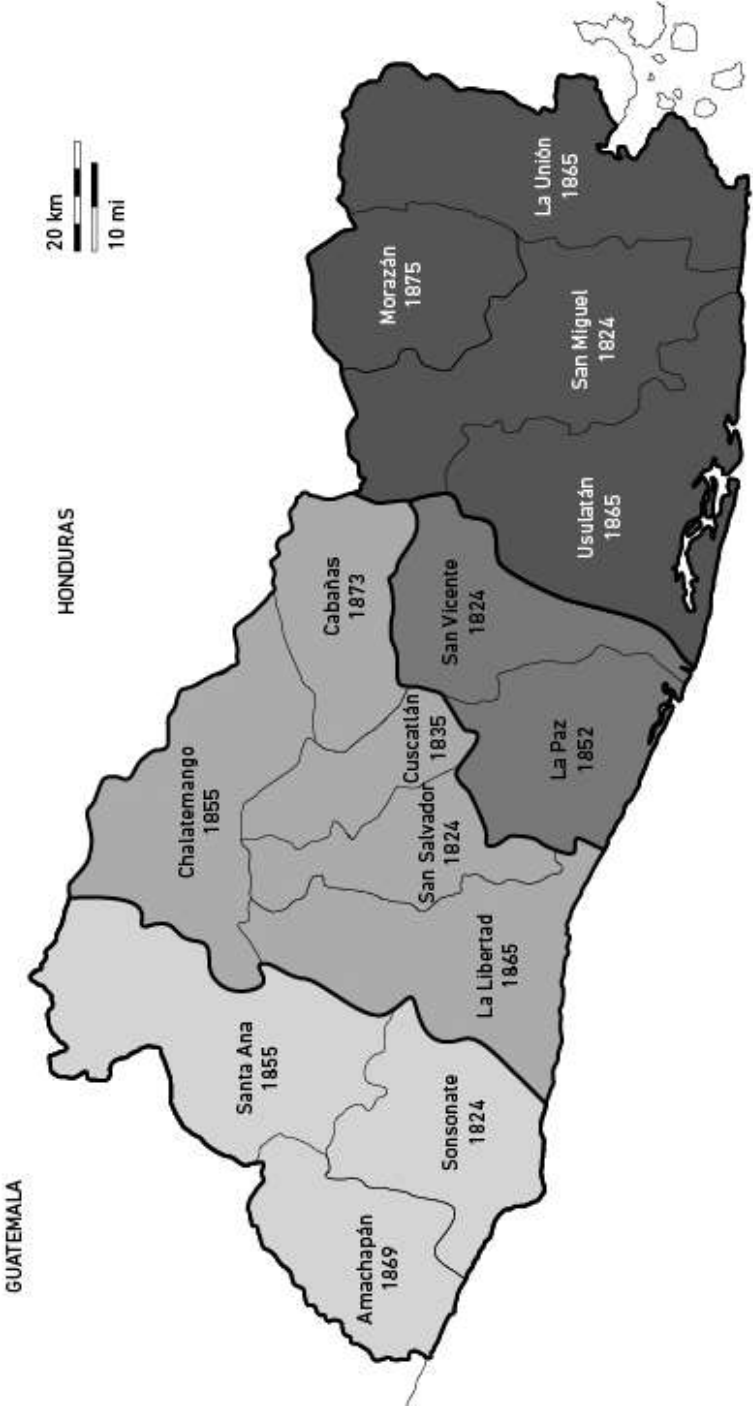 GUATEMALA
HONDURAS
20 km
10 mi
Santa Ana
1855
Amachapán
1869
Sonsonate
1824
Chalatemango
1855
La Libertad
1865
San Salvador
1824
Cuscatlán
1835
Cabañas
1873
San Vicente
1824
La Paz
1852
Usulatán
1865
San Miguel
1824
Morazán
1875
La Unión
1865